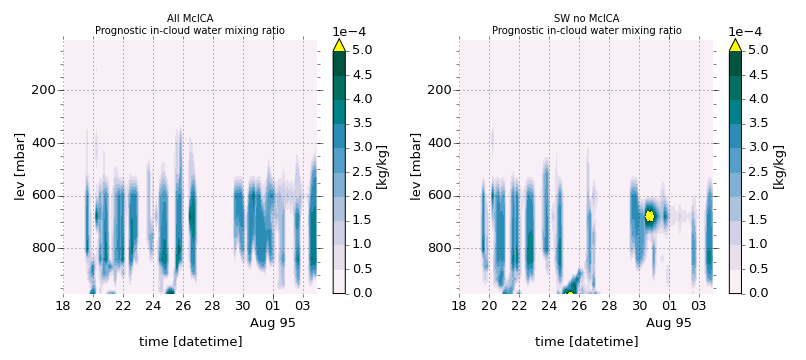 All McICA
Prognostic in-cloud water mixing ratio
1e−4
5.0
4.5
4.0
3.5
3.0
2.5
2.0
1.5
1.0
0.5
0.0
[kg/kg]
200
400
600
800
lev [mbar]
18 20 22 24 26 28 30 01 03
Aug 95
time [datetime]
SW no McICA
Prognostic in-cloud water mixing ratio
1e−4
5.0
4.5
4.0
3.5
3.0
2.5
2.0
1.5
1.0
0.5
0.0
[kg/kg]
200
400
600
800
lev [mbar]
18 20 22 24 26 28 30 01 03
Aug 95
time [datetime]